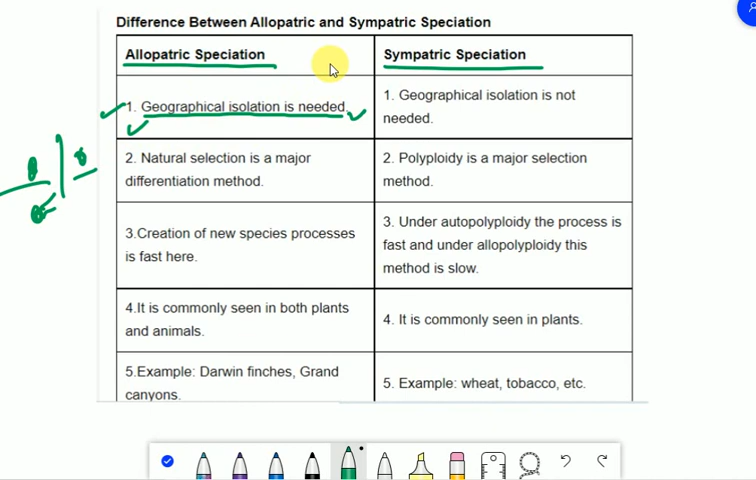 Difference Between Allopatric and Sympatric Speciation
Allopatric Speciation
Sympatric Speciation
1. Geographical isolation is needed.
1. Geographical isolation is not
needed.
2. Natural selection is a major
differentiation method.
2. Polyploidy is a major selection
method.
3.Creation of new species processes
is fast here.
3. Under autopolyploidy the process is
fast and under allopolyploidy this
method is slow.
4.It is commonly seen in both plants
and animals.
4. It is commonly seen in plants.
5.Example: Darwin finches, Grand
canyons.
5. Example: wheat, tobacco, etc.